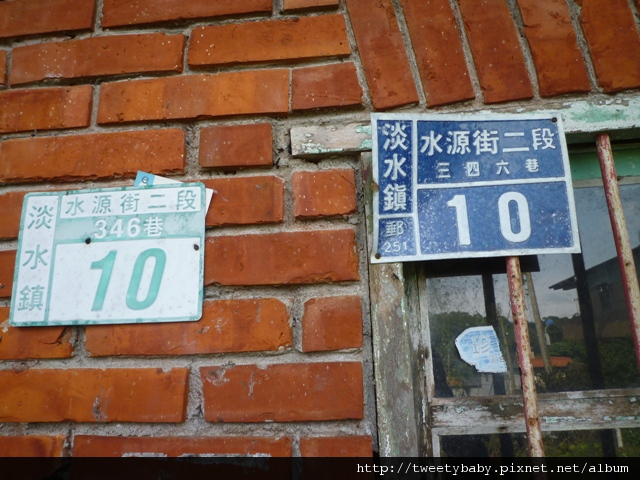 淡水鎮
水源街二段
346巷
10
淡水鎮
郵
251
水源街二段
三四六巷
10
http://tweetybaby.pixnet.net/album